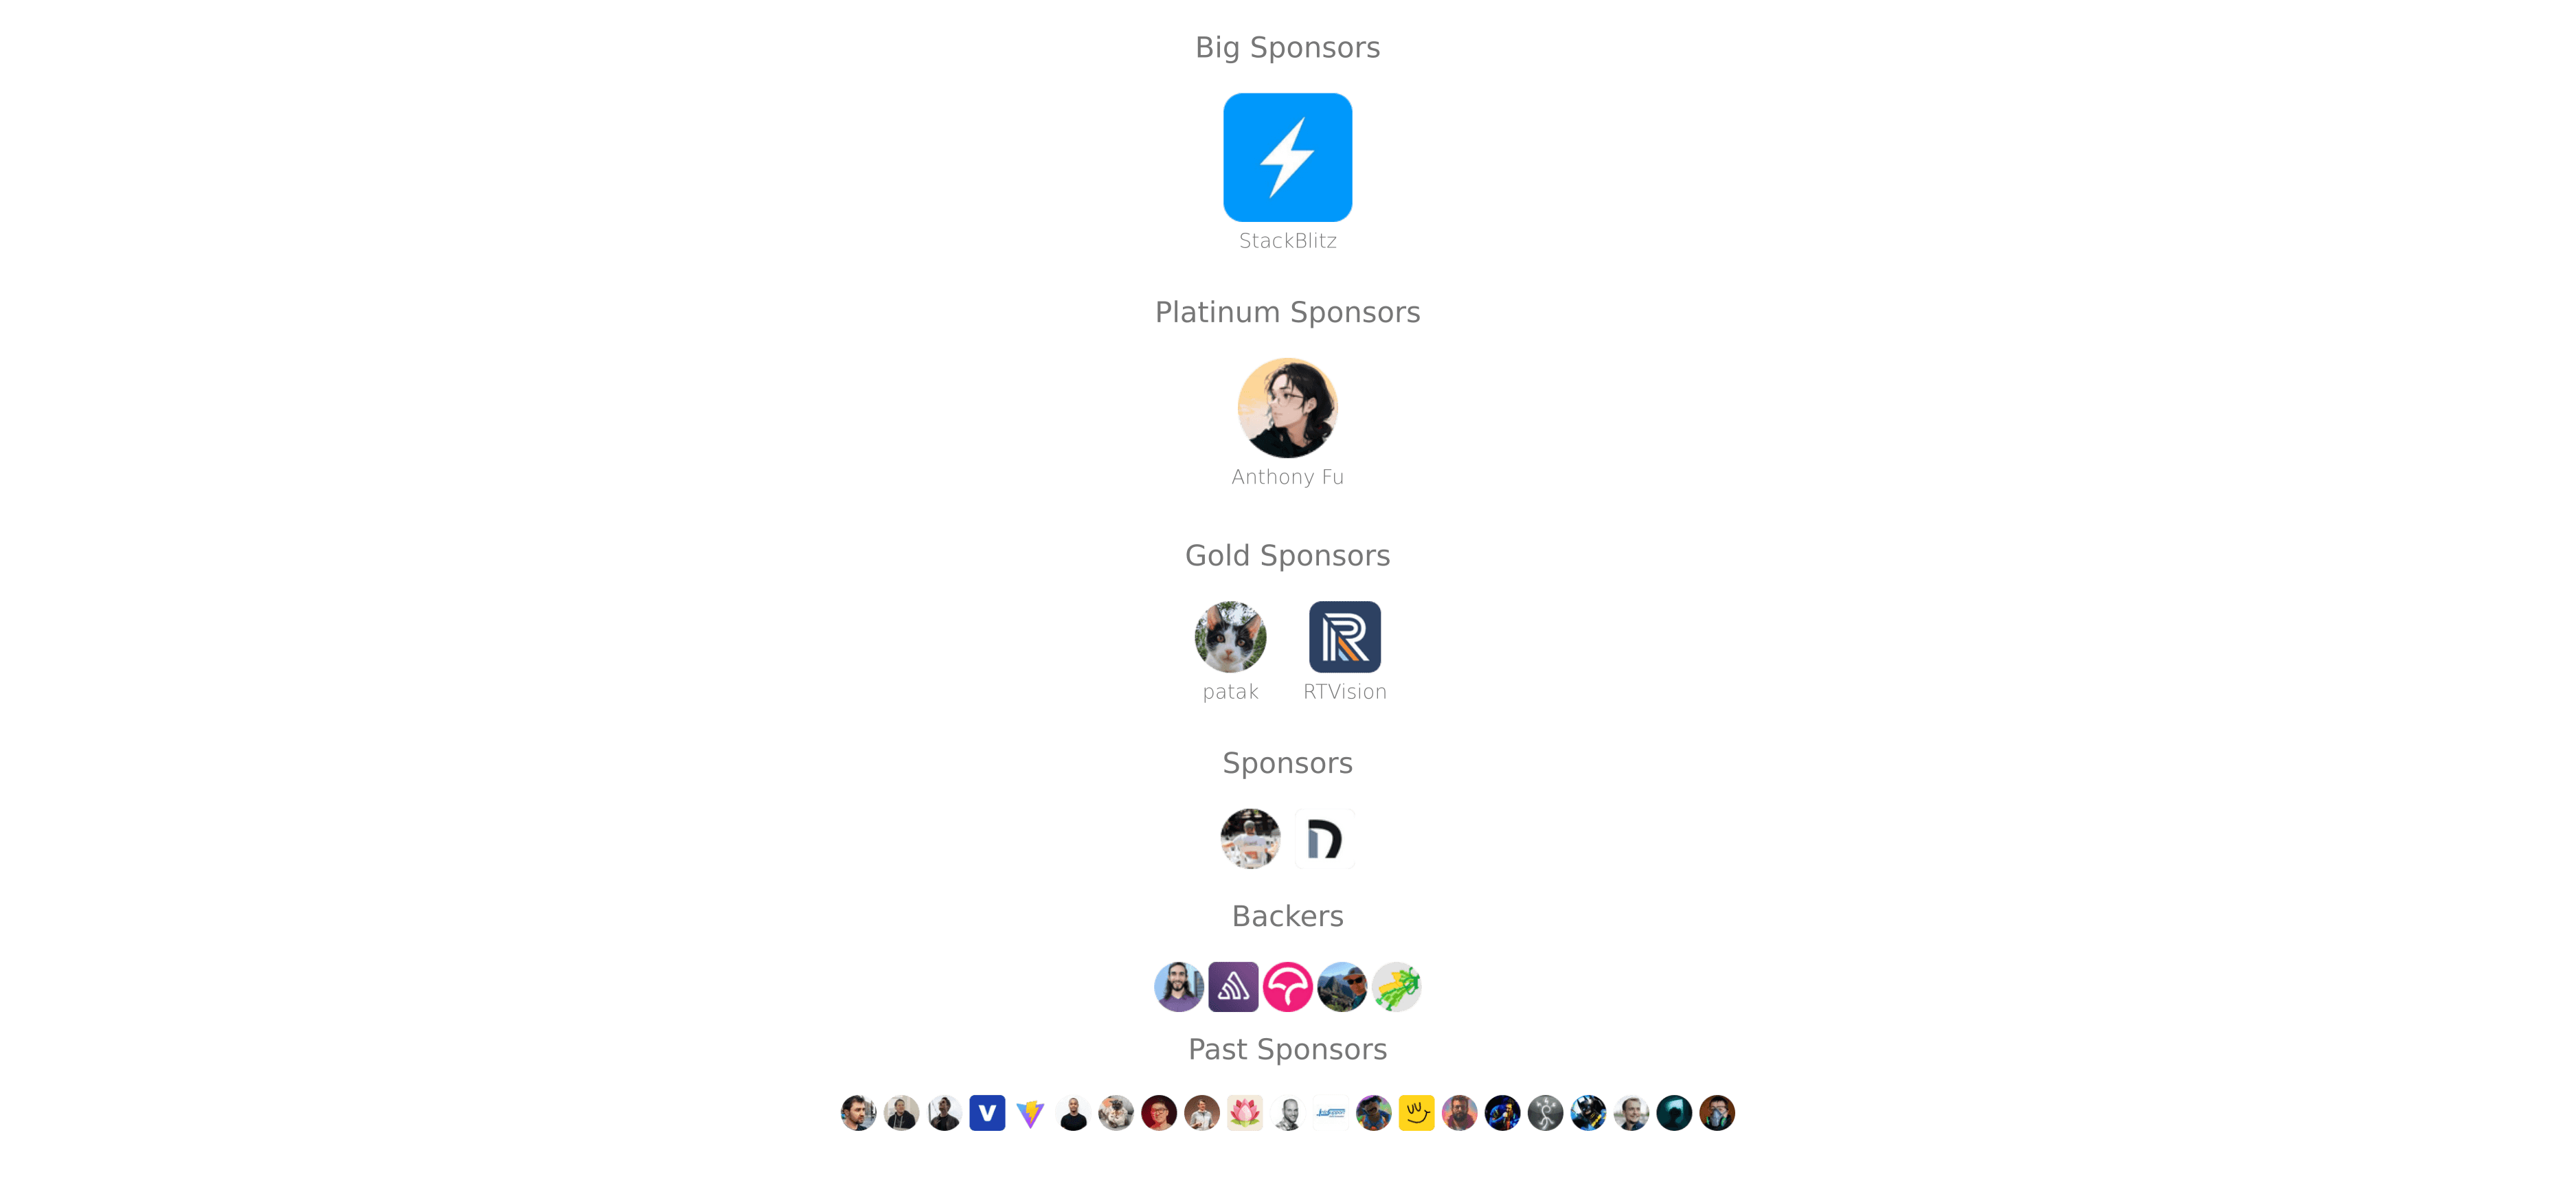 Big Sponsors
StackBlitz
Platinum Sponsors
Anthony Fu
Gold Sponsors
patak RTVision
Sponsors
Backers
Past Sponsors